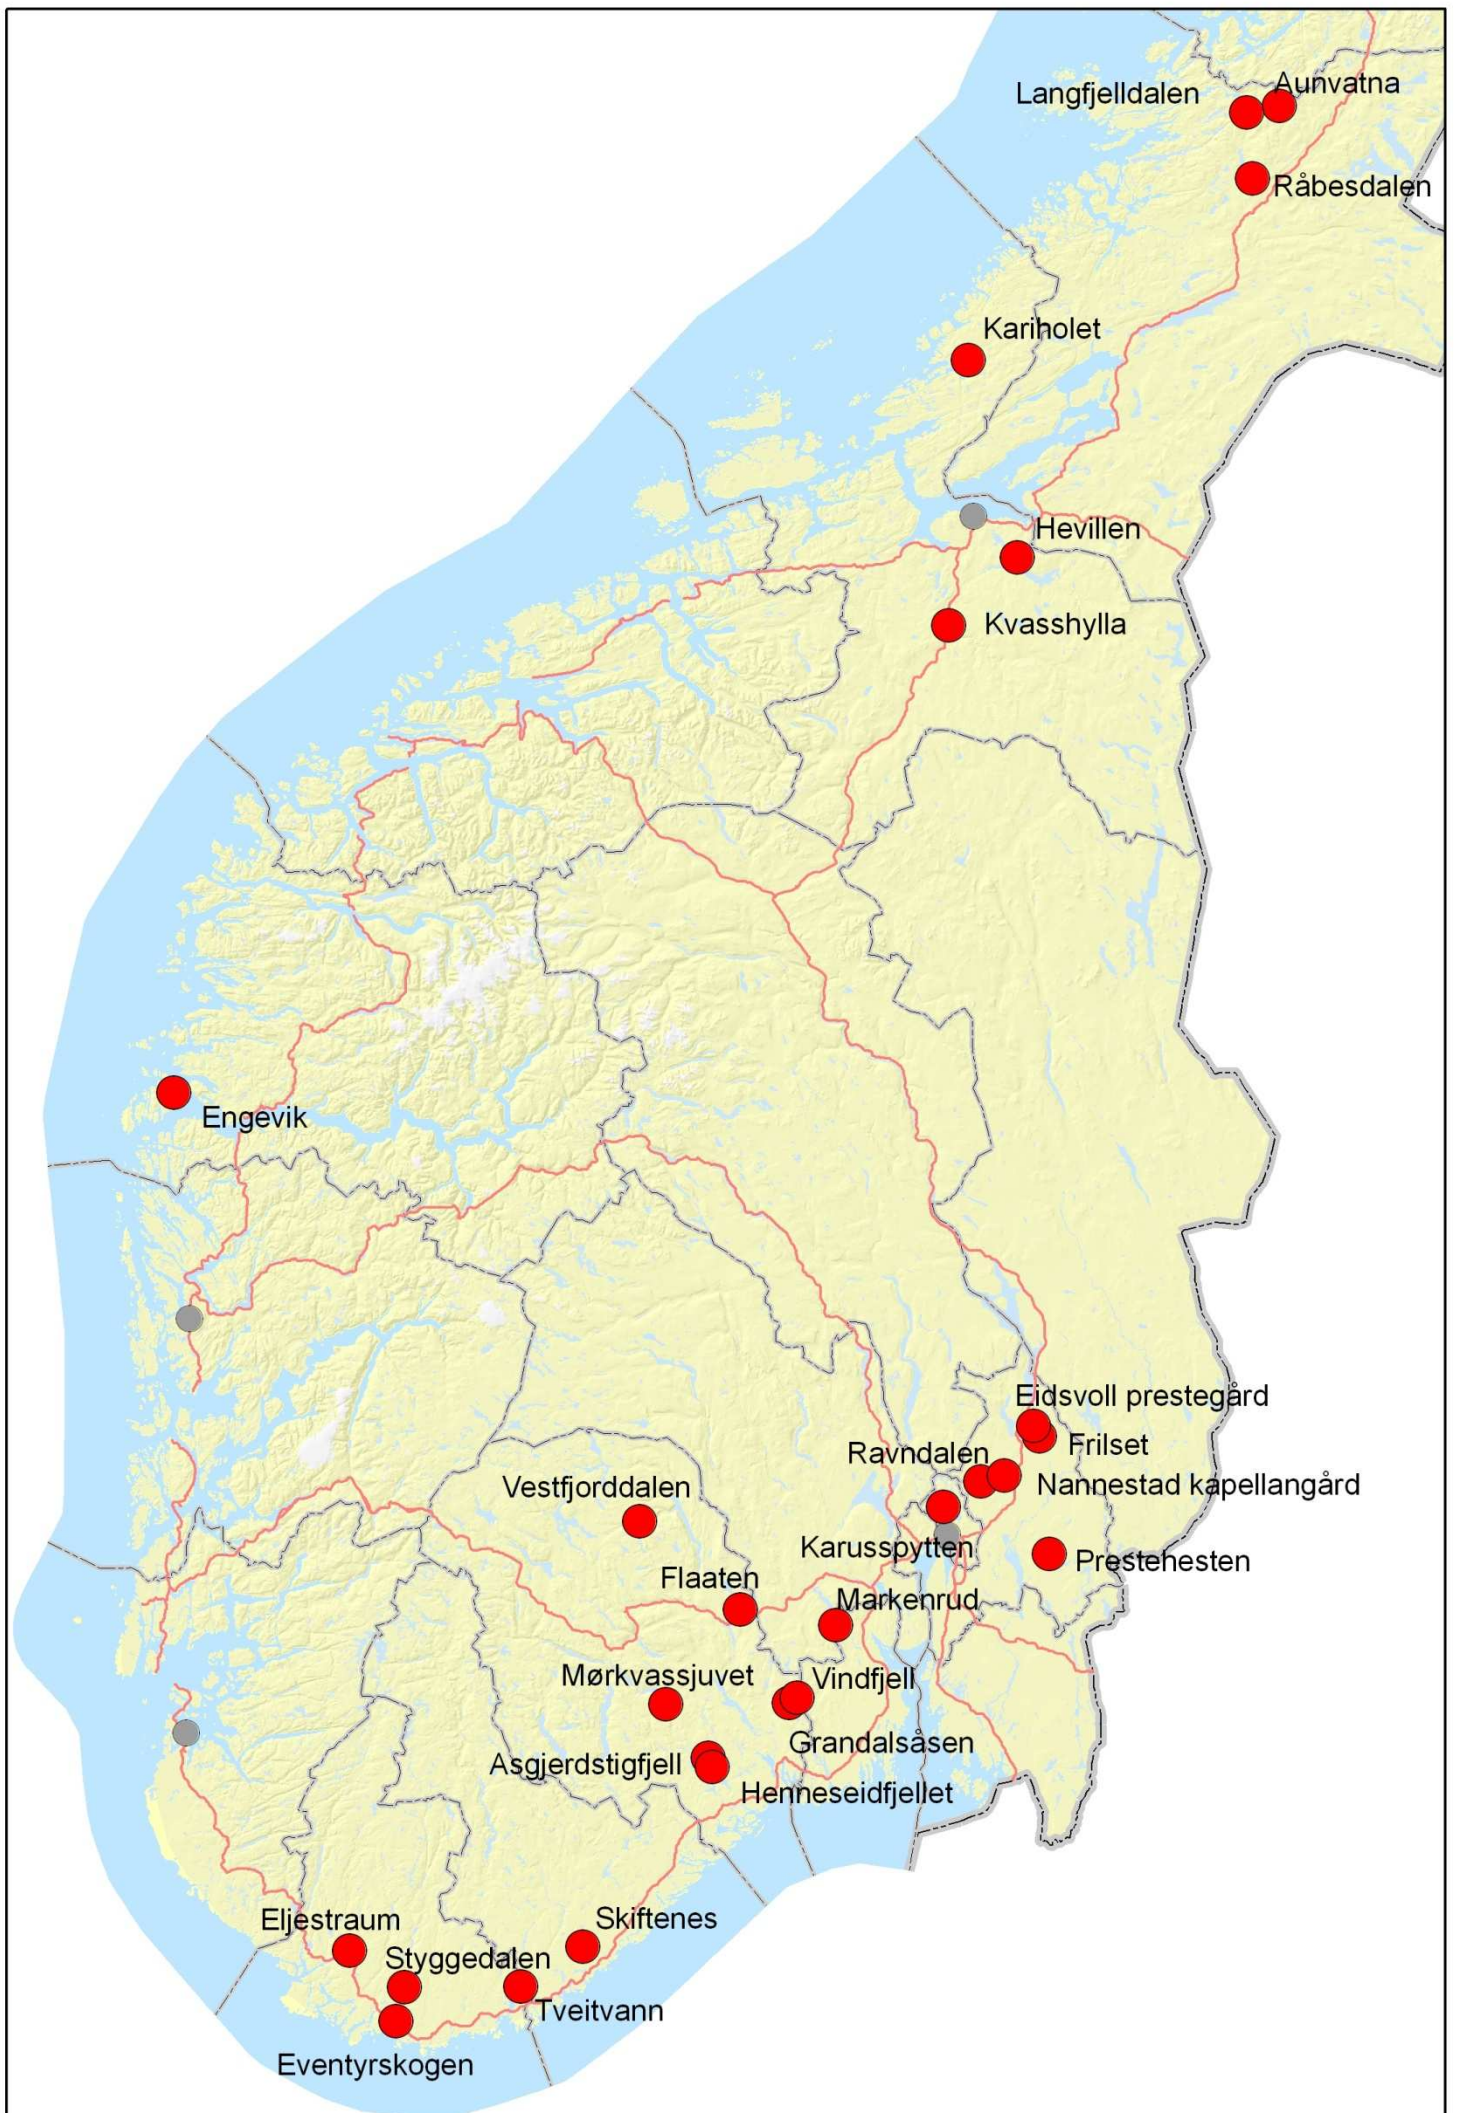 Aunvatna
Langfjelldalen
Råbesdalen
Kariholet
Hevillen
Kvasshylla
Engevik
Eidsvoll prestegård
Frilset
Ravndalen
Nannestad kapellangård
Vestfjorddalen
Karusspytten
Prestehesten
Flaaten
Markenrud
Mørkvassjuvet
Vindfjell
Grandalsåsen
Asgjerdstigfjell
Henneseidfjellet
Skiftenes
Eljestraum
Styggedalen
Tveitvann
Eventyrskogen